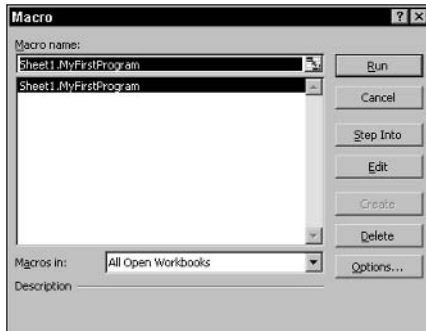 Macro
Macro name:
Sheet1.MyFirstProgram
Sheet1.MyFirstProgram
Run
Cancel
Step Into
Edit
Create
Delete
Macros in:
All Open Workbooks
Options...
Description